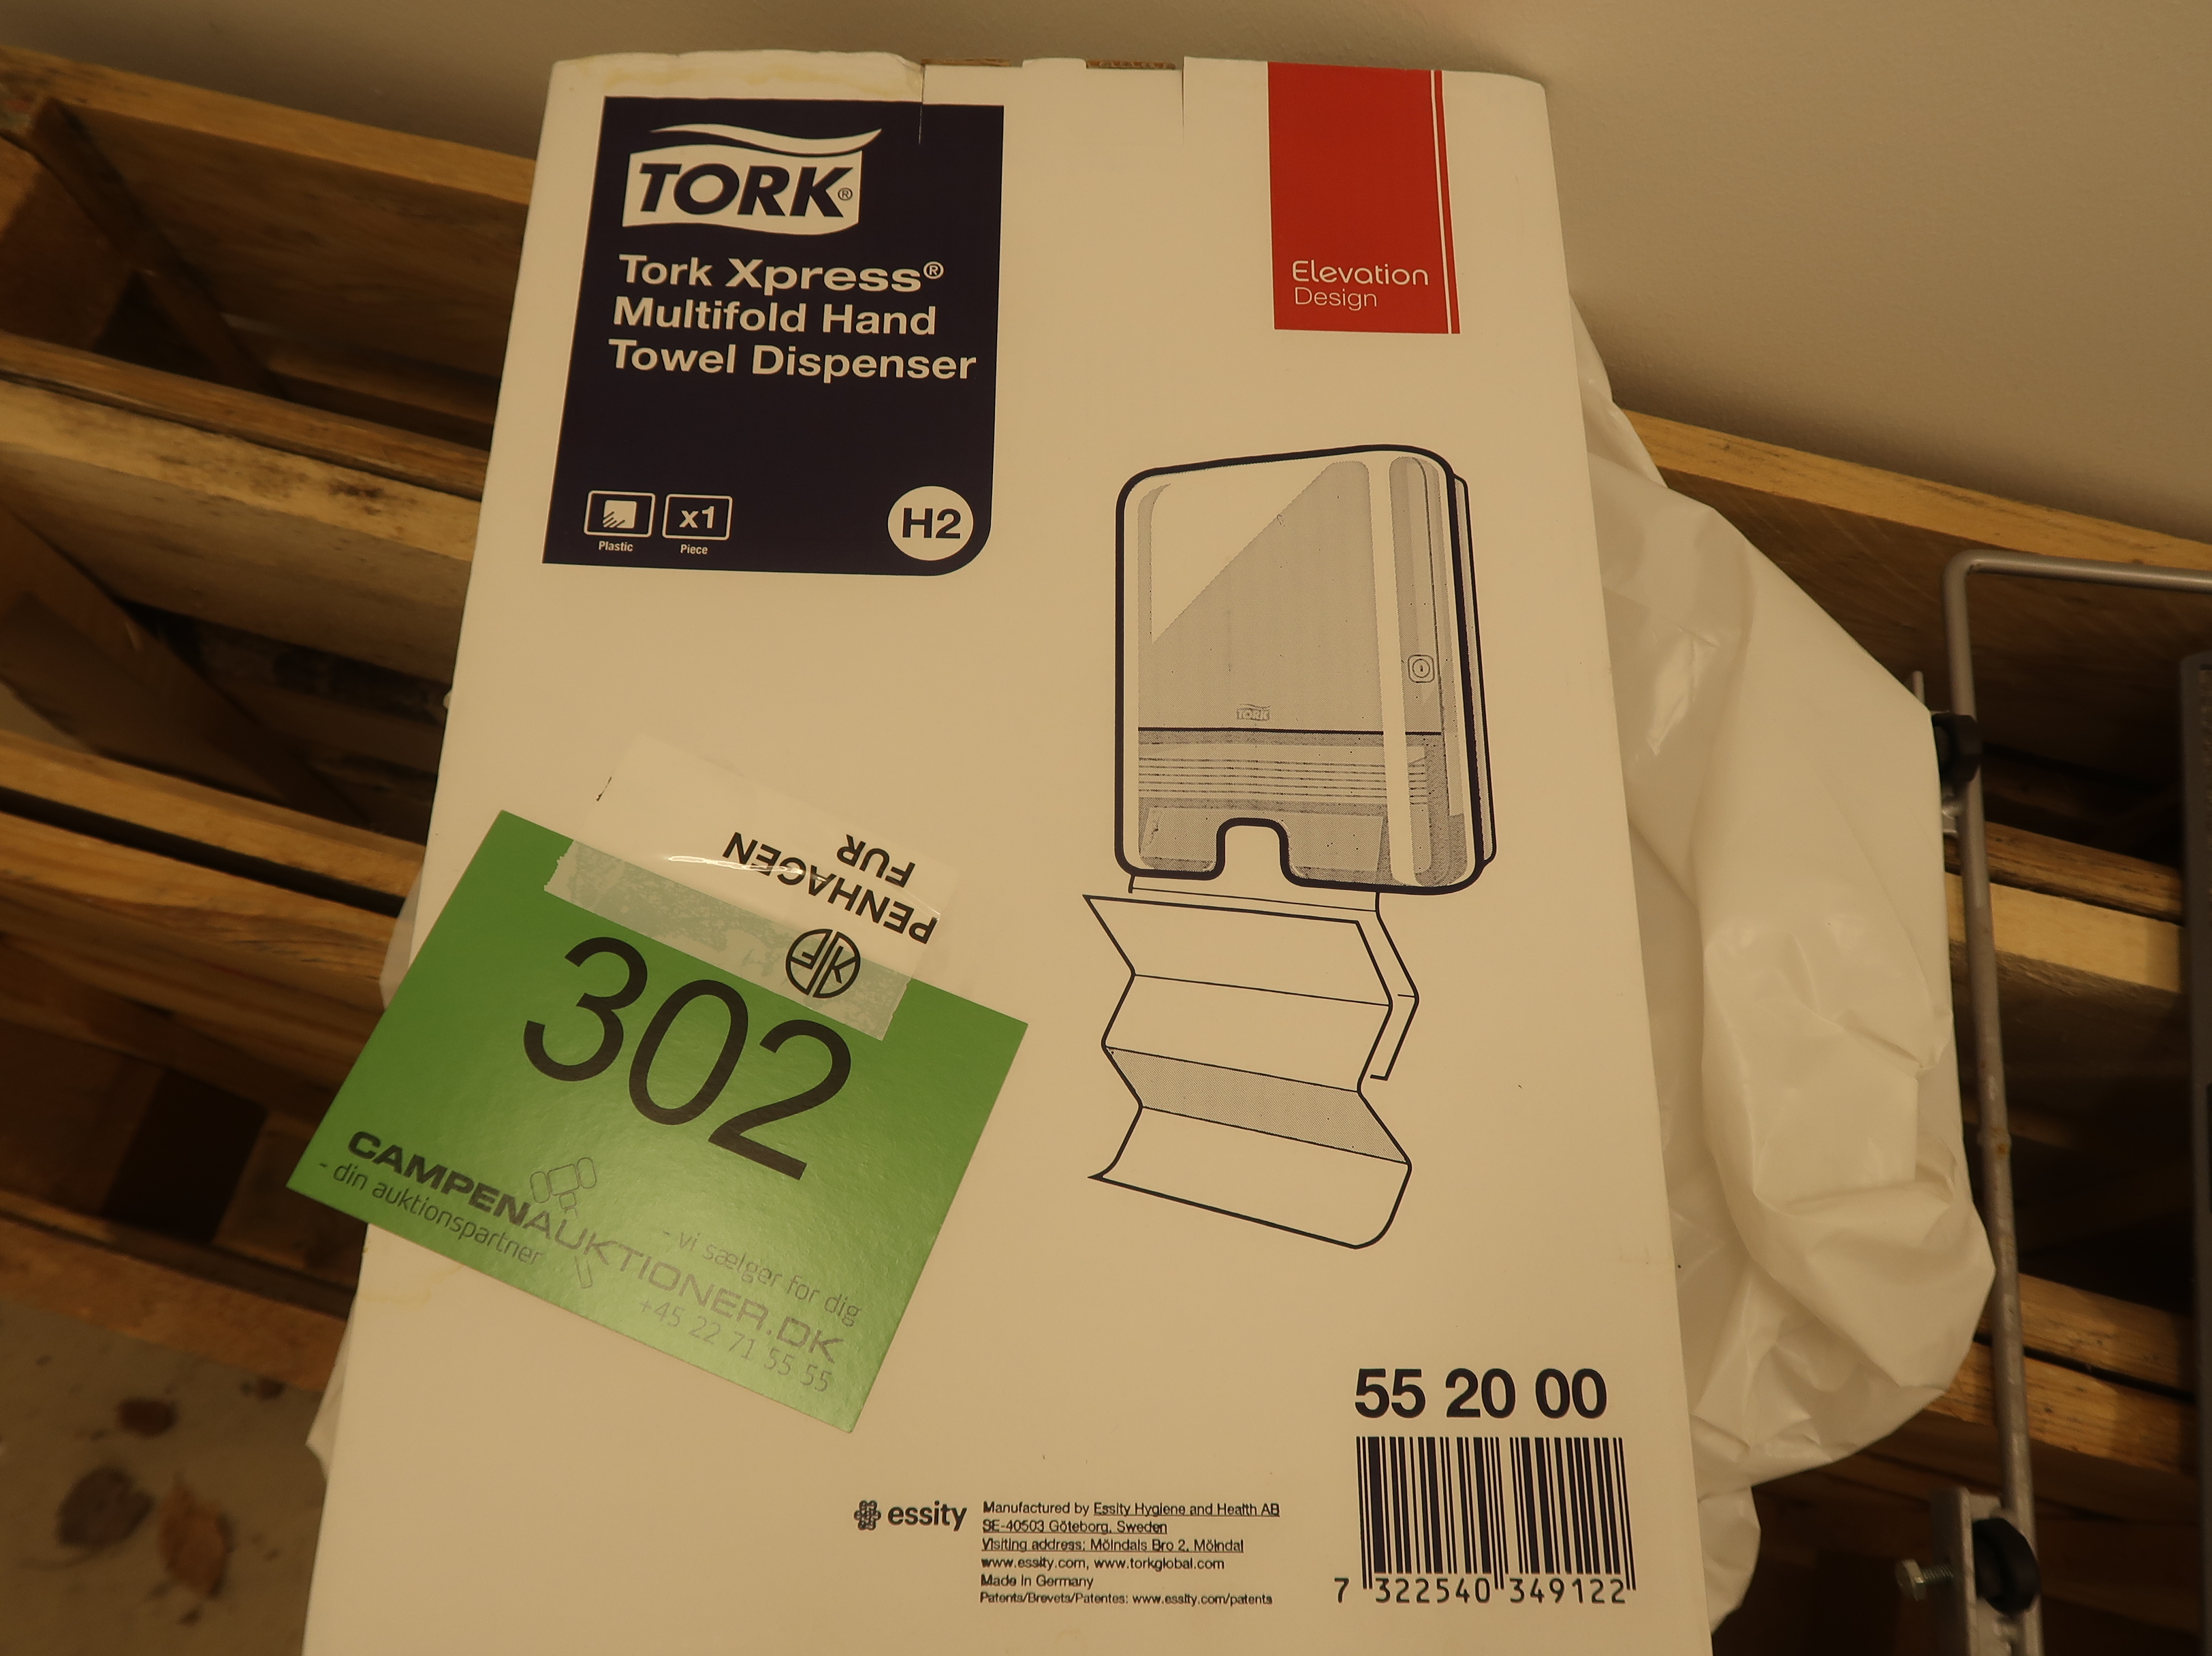 TORK®
Tork Xpress®
Multifold Hand
Towel Dispenser
Plastic
x1
Piece
H2
Elevation
Design
TORK
PENHAGEN
FUR
302
CAMPENAUKTIONER.DK
- din auktionspartner
- vi sælger for dig
+45 22 71 55 55
55 20 00
essity
Manufactured by Essity Hygiene and Health AB
SE-40503 Göteborg, Sweden
Visiting address: Mölndals Bro 2, Mölndal
www.essity.com, www.torkglobal.com
Made in Germany
Patents/Brevets/Patentes: www.essity.com/patents
7 322540 349122